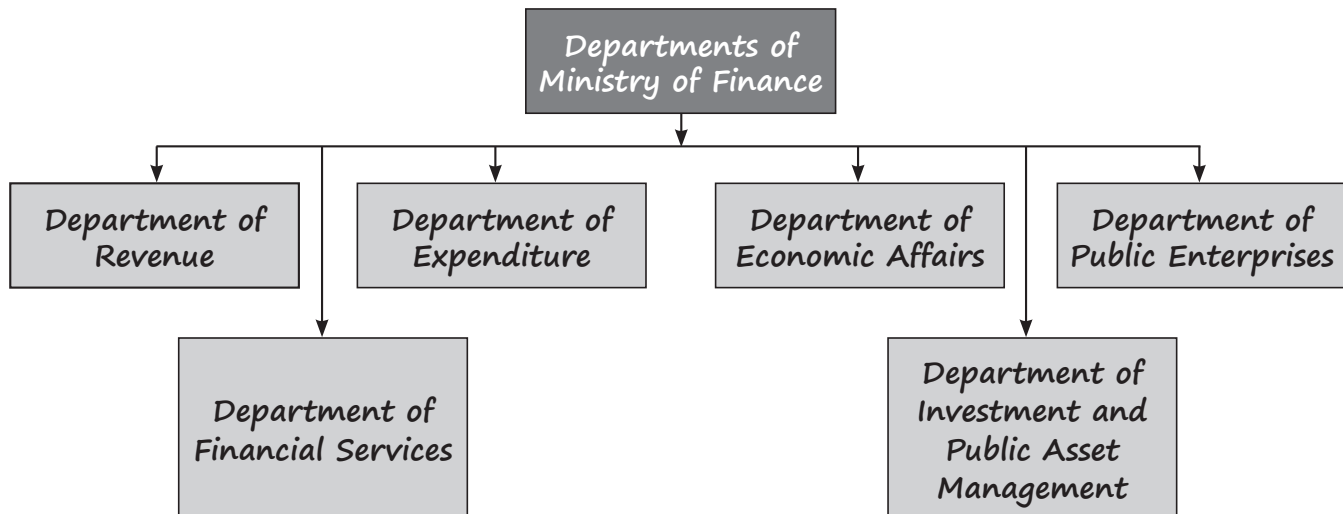 Departments of
Ministry of Finance
Department of
Revenue
Department of
Expenditure
Department of
Economic Affairs
Department of
Public Enterprises
Department of
Financial Services
Department of
Investment and
Public Asset
Management